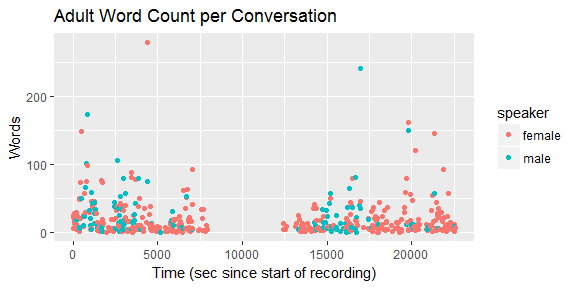 Adult Word Count per Conversation
Words
200
100
0
0
5000
10000
15000
20000
Time (sec since start of recording)
speaker
female
male